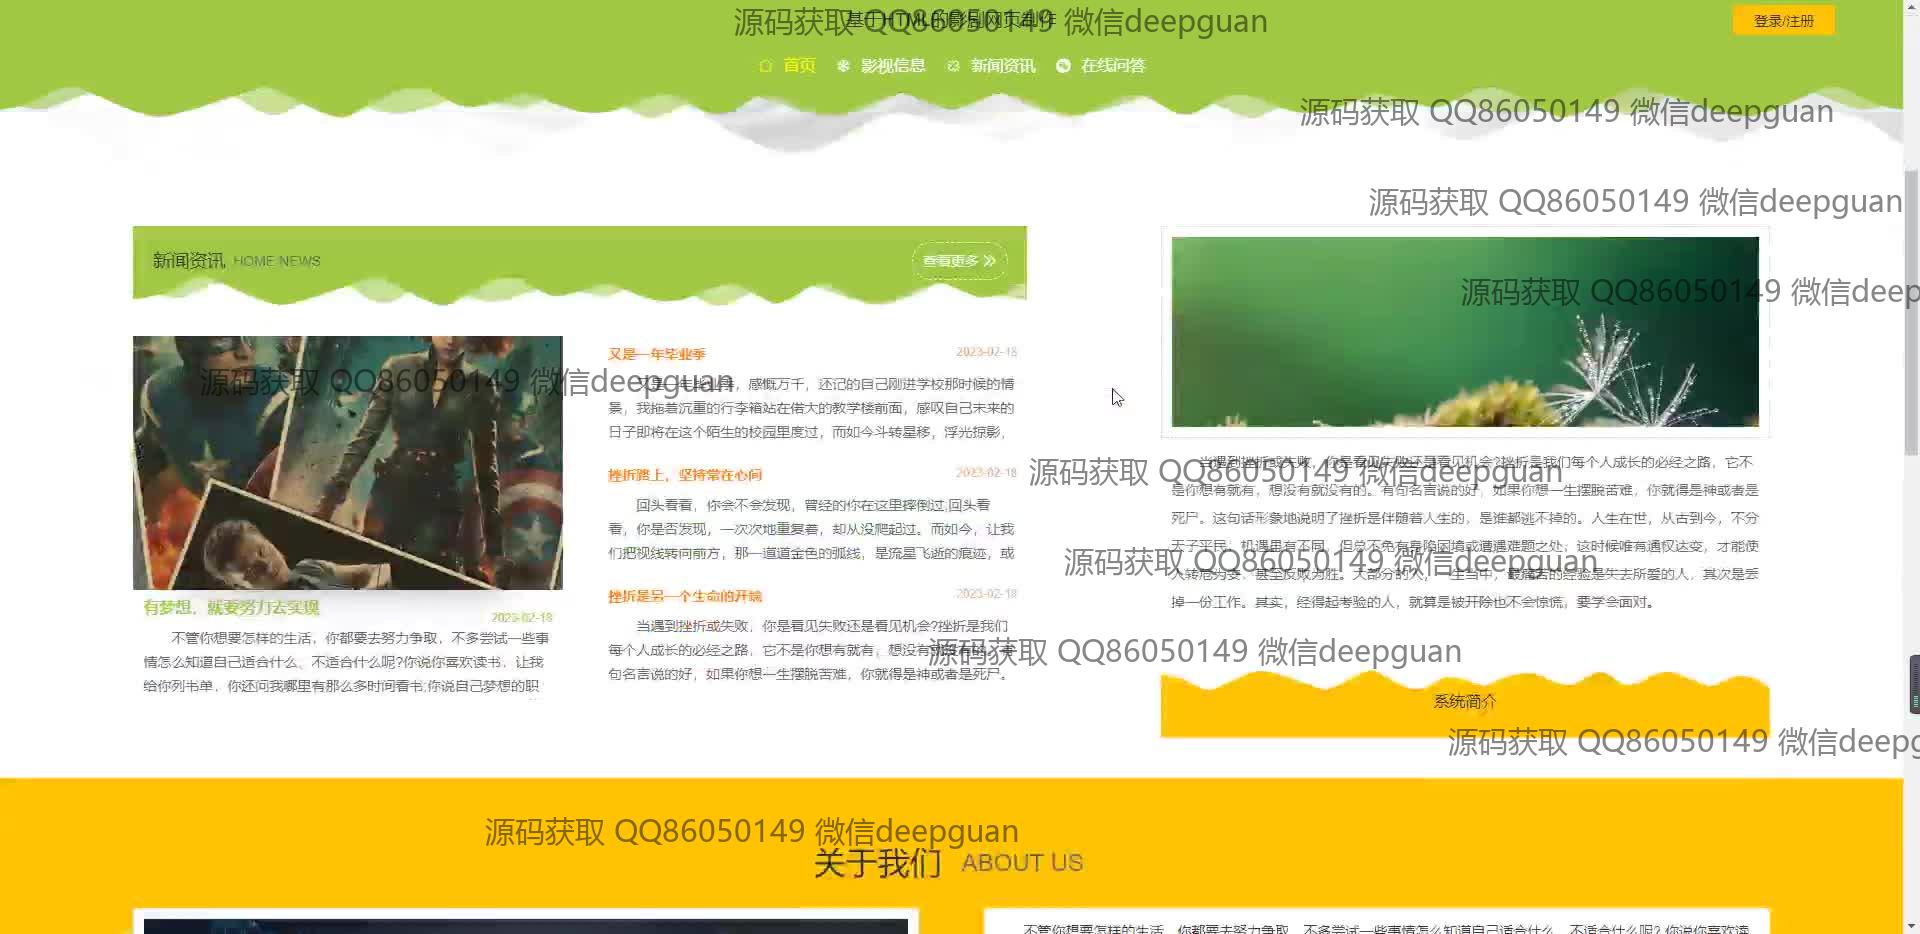 基于HTML的影剧网页制作
源码获取 QQ86050149 微信deepguan
登录/注册
首页 影视信息 新闻资讯 在线问答
源码获取 QQ86050149 微信deepguan
源码获取 QQ86050149 微信deepguan
新闻资讯 HOME NEWS
查看更多
源码获取 QQ86050149 微信deep
又是一年毕业季 2023-02-18
源码获取 QQ86050149 微信deepguan
又是一年毕业季，感慨万千，还记的自己刚进学校那时候的情
景，我拖着沉重的行李箱站在偌大的教学楼前面，感叹自己未来的
日子即将在这个陌生的校园里度过，而如今斗转星移，浮光掠影，
挫折路上，坚持常在心间 2023-02-18
回头看看，你会不会发现，曾经的你在这里摔倒过;回头看
看，你是否发现，一次次地重复着，却从没爬起过。而如今，让我
们把视线转向前方，那一道道金色的弧线，是流星飞逝的痕迹，或
挫折是另一个生命的开端 2023-02-18
当遇到挫折或失败，你是看见失败还是看见机会?挫折是我们
每个人成长的必经之路，它不是你想有就有，想没有就没有的。有
句名言说的好，如果你想一生摆脱苦难，你就得是神或者是死尸。
有梦想，就要努力去实现
2023-02-18
不管你想要怎样的生活，你都要去努力争取，不多尝试一些事
情怎么知道自己适合什么、不适合什么呢?你说你喜欢读书，让我
给你列书单，你还问我哪里有那么多时间看书;你说自己梦想的职
当遇到挫折或失败，你是看见失败还是看见机会?挫折是我们每个人成长的必经之路，它不
源码获取 QQ86050149 微信deepguan
是你想有就有，想没有就没有的。有句名言说的好，如果你想一生摆脱苦难，你就得是神或者是
死尸。这句话形象地说明了挫折是伴随着人生的，是谁都逃不掉的。人生在世，从古到今，不分
天子平民，机遇虽有不同，但总不免有身陷困境或遭遇难题之处，这时候唯有通权达变，才能使
源码获取 QQ86050149 微信deepguan
人转危为安，甚至反败为胜。大部分的人，一生当中，最痛苦的经验是失去所爱的人，其次是丢
掉一份工作。其实，经得起考验的人，就算是被开除也不会惊慌，要学会面对。
源码获取 QQ86050149 微信deepguan
系统简介
源码获取 QQ86050149 微信deepg
源码获取 QQ86050149 微信deepguan
关于我们 ABOUT US
不管你想要怎样的生活，你都要去努力争取，不多尝试一些事情怎么知道自己适合什么、不适合什么呢? 你说你喜欢读